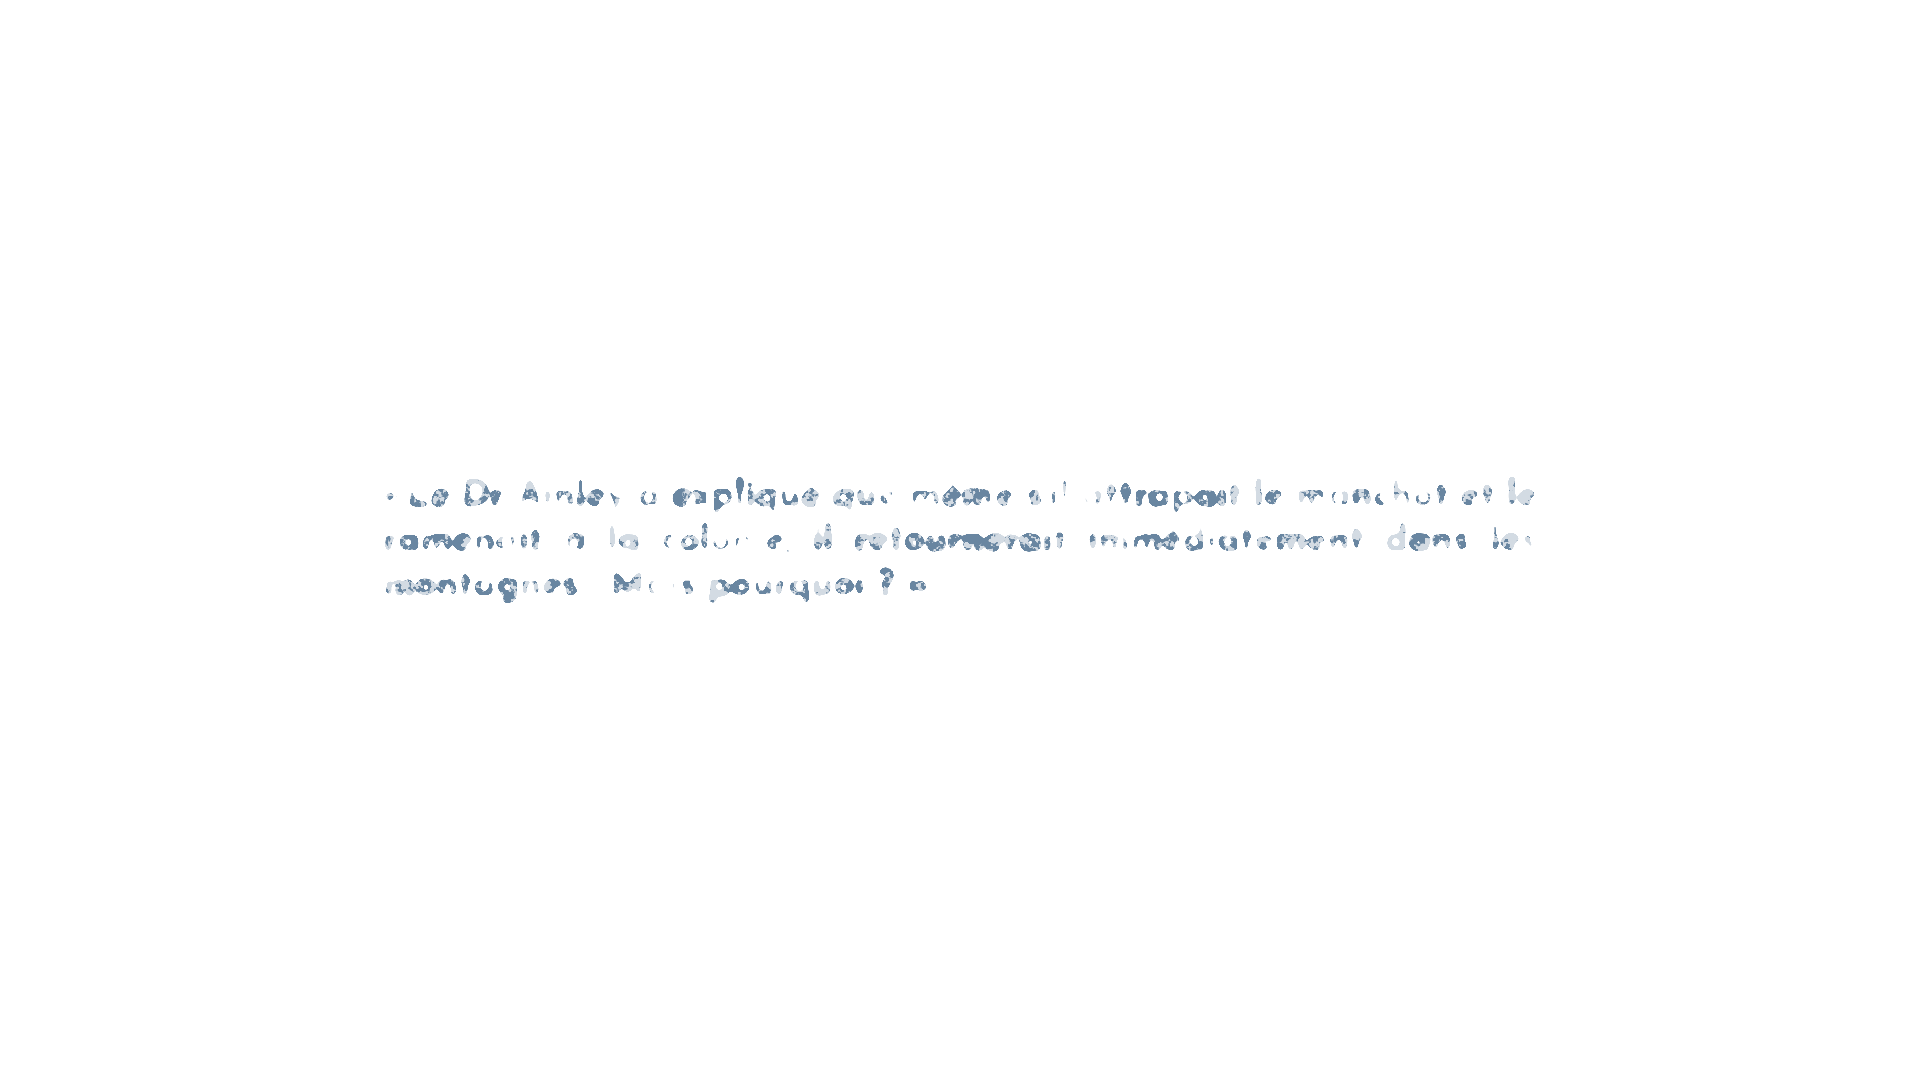 « Le Dr Ainley a expliqué que même s'il attrapait le manchot et le
ramenait à la colonie, il retournerait immédiatement dans les
montagnes. Mais pourquoi ? »